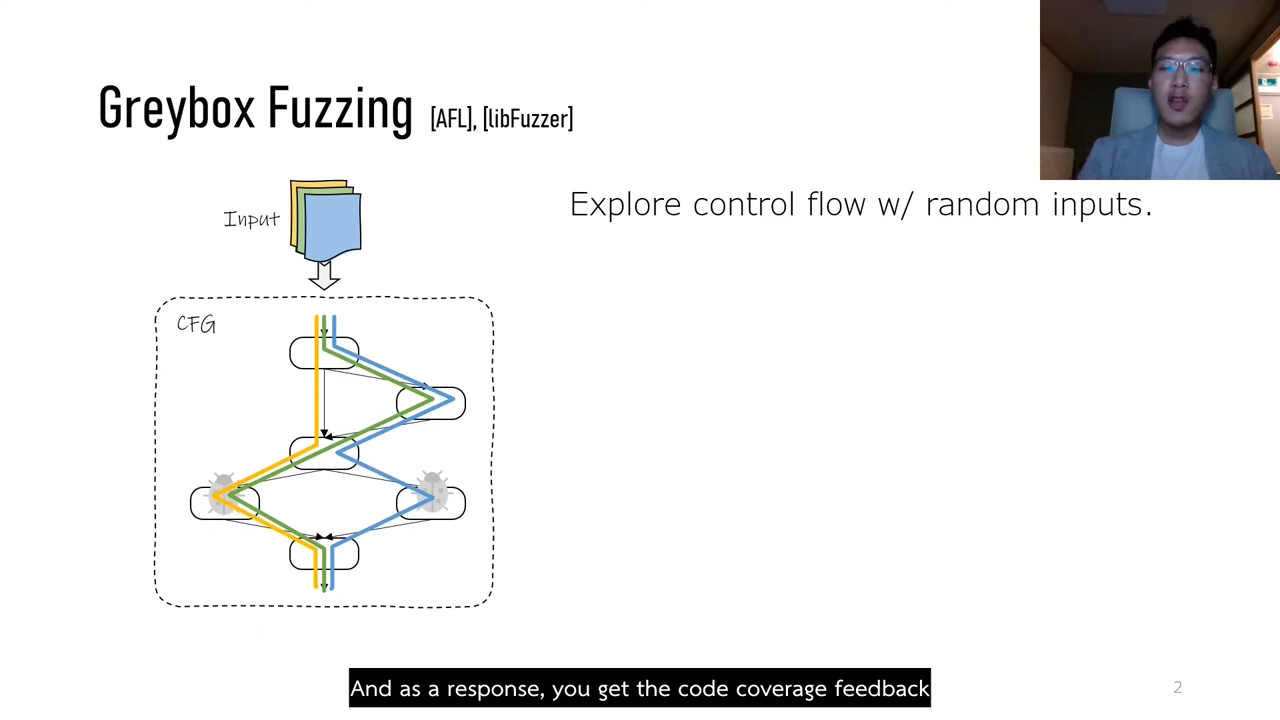 Greybox Fuzzing [AFL], [libFuzzer]
Input
Explore control flow w/ random inputs.
CFG
And as a response, you get the code coverage feedback
2